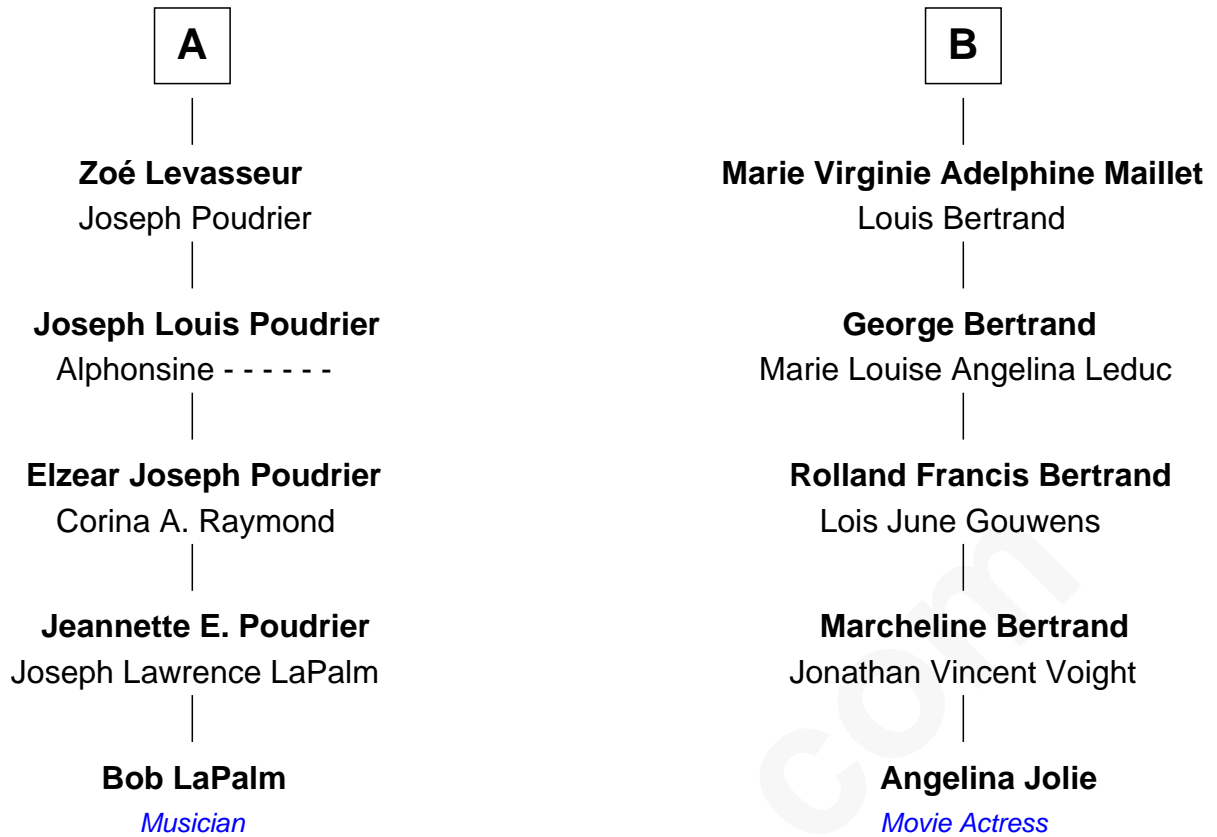 A
Zoé Levasseur
Joseph Poudrier
Joseph Louis Poudrier
Alphonsine - - - - - -
Elzear Joseph Poudrier
Corina A. Raymond
Jeannette E. Poudrier
Joseph Lawrence LaPalm
Bob LaPalm
Musician
B
Marie Virginie Adelphine Maillet
Louis Bertrand
George Bertrand
Marie Louise Angelina Leduc
Rolland Francis Bertrand
Lois June Gouwens
Marcheline Bertrand
Jonathan Vincent Voight
Angelina Jolie
Movie Actress
com